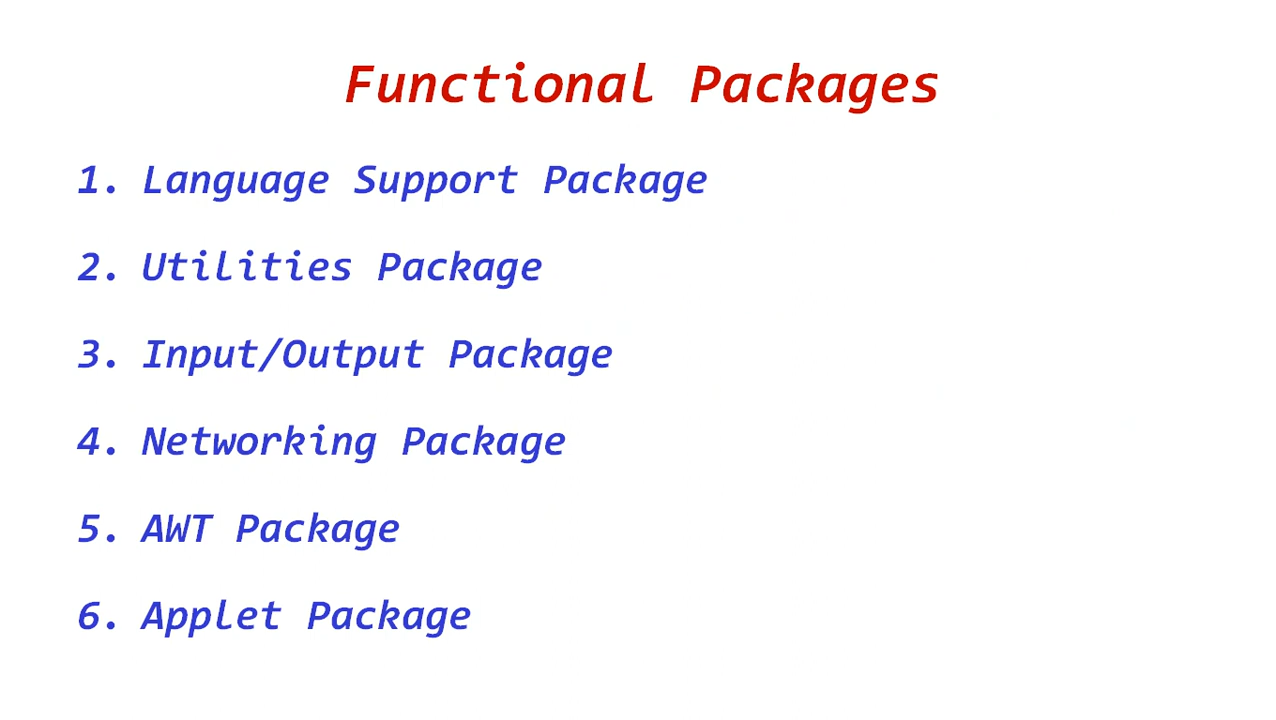 Functional Packages
1. Language Support Package
2. Utilities Package
3. Input/Output Package
4. Networking Package
5. AWT Package
6. Applet Package